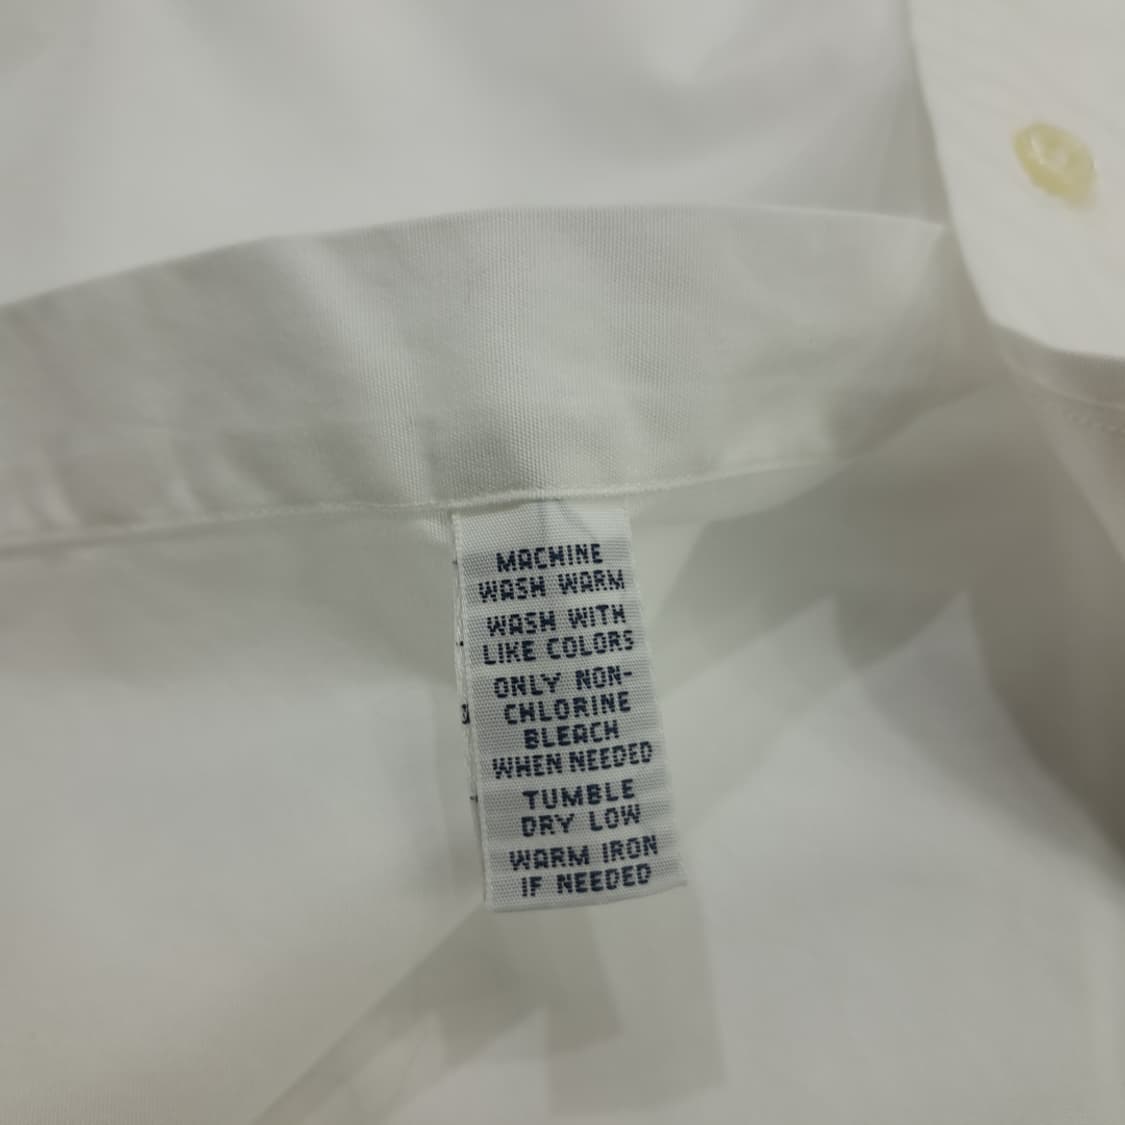 MACHINE
WASH WARM
WASH WITH
LIKE COLORS
ONLY NON-
CHLORINE
BLEACH
WHEN NEEDED
TUMBLE
DRY LOW
WARM IRON
IF NEEDED